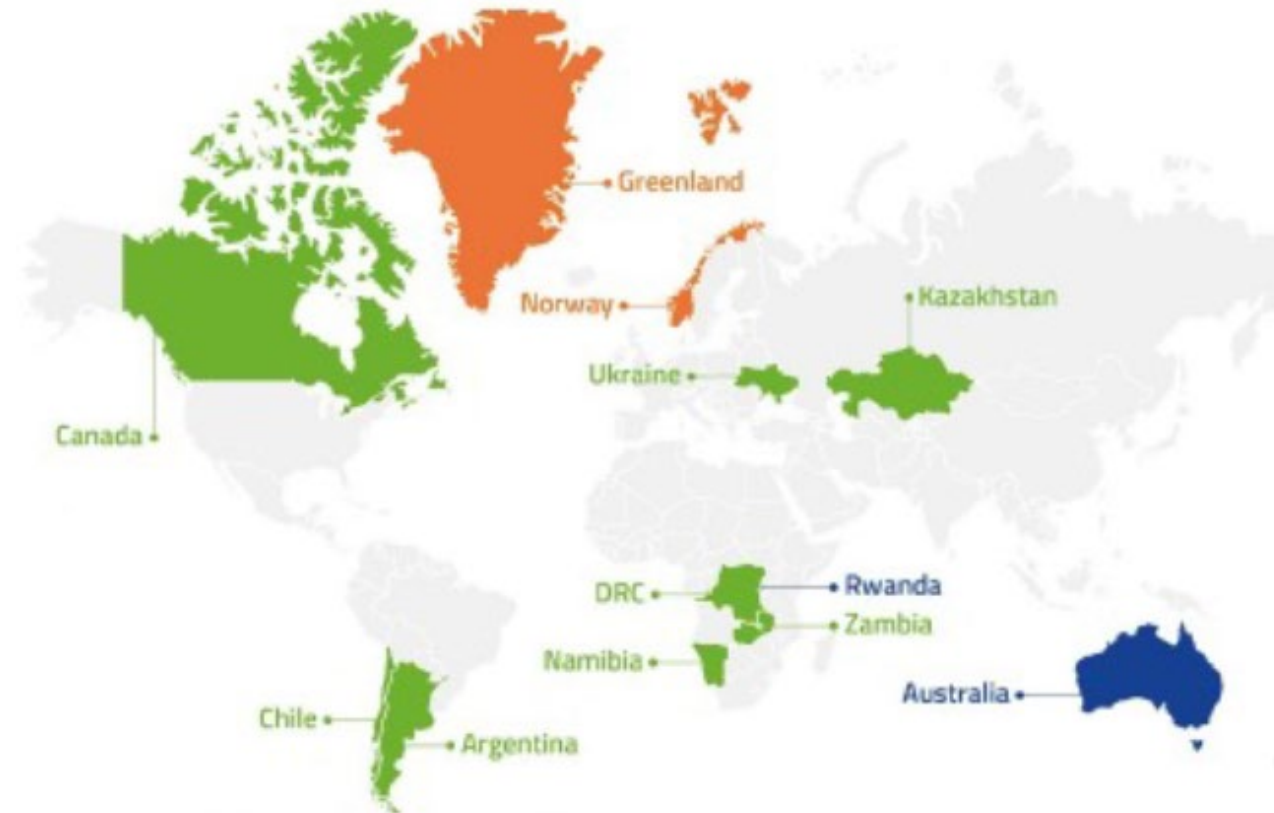 Greenland
Norway
Kazakhstan
Ukraine
Canada
DRC
Rwanda
Zambia
Namibia
Australia
Chile
Argentina